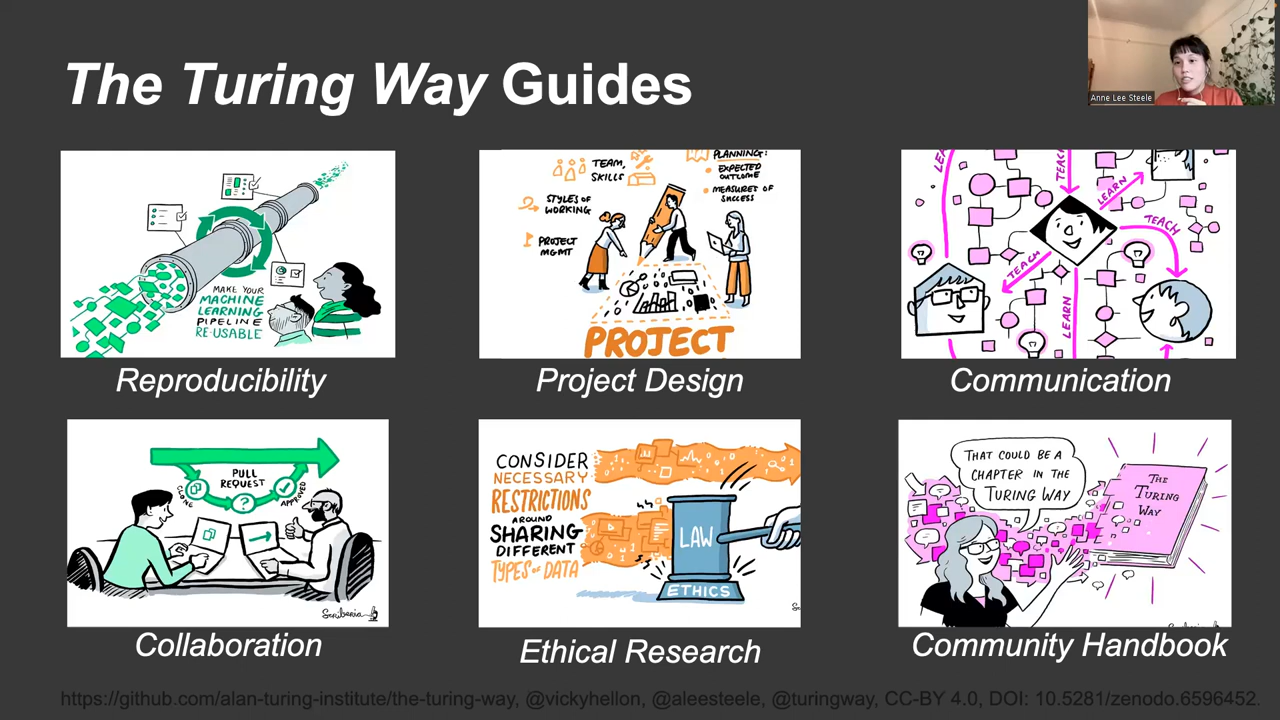 The Turing Way Guides
Anne Lee Steele
MAKE YOUR
MACHINE
LEARNING
PIPELINE
RE-USABLE
Reproducibility
TEAM,
SKILLS
STYLES OF
WORKING
PROJECT
MGMT
PLANNING:
EXPECTED
OUTCOME
MEASURES OF
SUCCESS
PROJECT
Project Design
TEACH
LEARN
TEACH
TEACH
LEARN
Communication
PULL
REQUEST
CLONING
?
APPROVED
Scriberia
Collaboration
CONSIDER
NECESSARY
RESTRICTIONS
AROUND
SHARING
DIFFERENT
TYPES OF DATA
LAW
ETHICS
Ethical Research
THAT COULD BE A
CHAPTER IN THE
TURING WAY
THE
TURING
WAY
Community Handbook
https://github.com/alan-turing-institute/the-turing-way, @vickyhellon, @aleesteele, @turingway, CC-BY 4.0, DOI: 10.5281/zenodo.6596452.